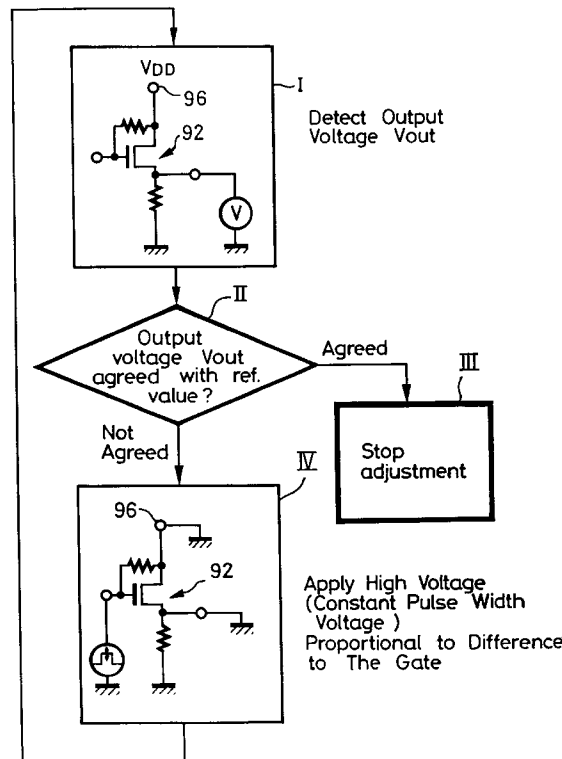 VDD
96
92
V
I
Detect Output
Voltage Vout
II
Output
voltage Vout
agreed with ref.
value?
Agreed
III
Stop
adjustment
Not
Agreed
IV
96
92
Apply High Voltage
(Constant Pulse Width
Voltage)
Proportional to Difference
to The Gate